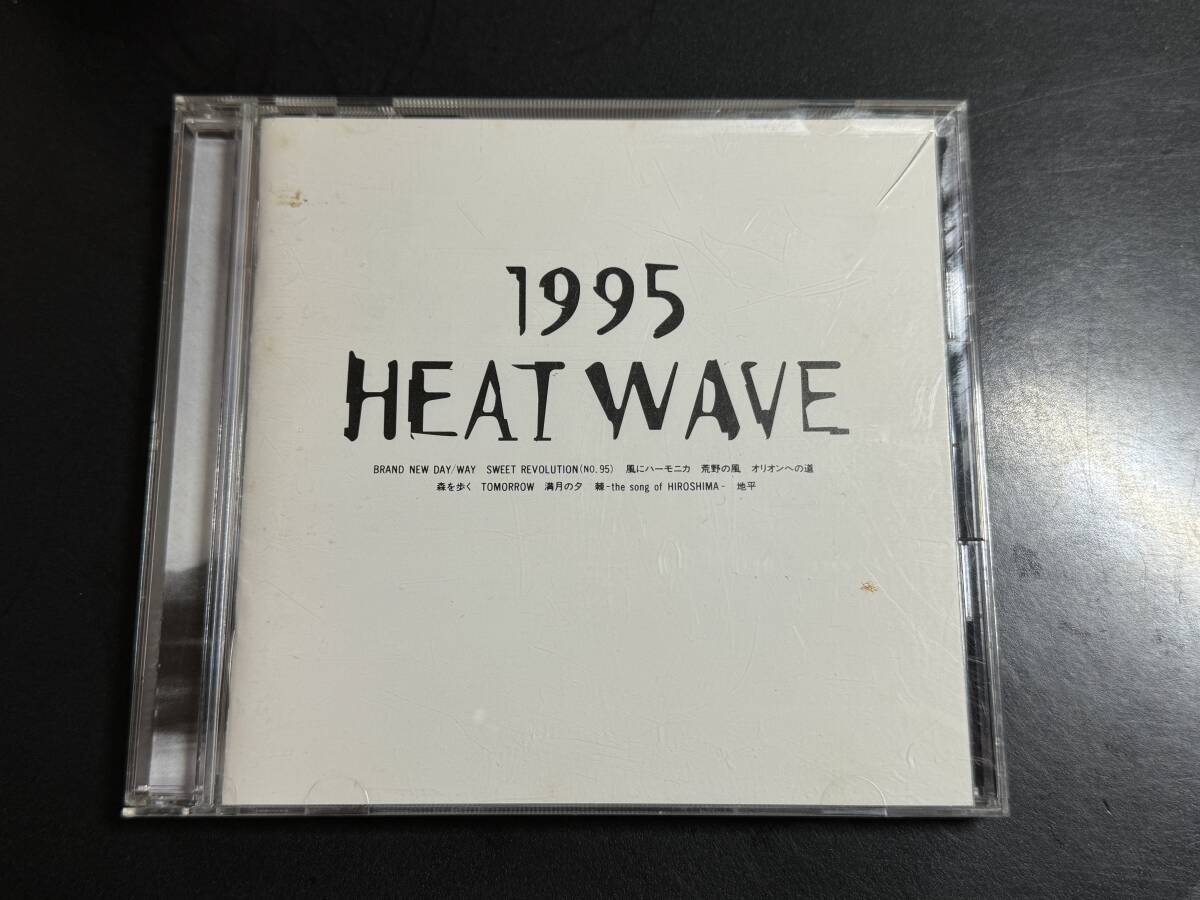 1995
HEAT WAVE
BRAND NEW DAY/WAY SWEET REVOLUTION(NO.95) 風にハーモニカ 荒野の風 オリオンへの道
森を歩く TOMORROW 満月の夕 棘-the song of HIROSHIMA- 地平